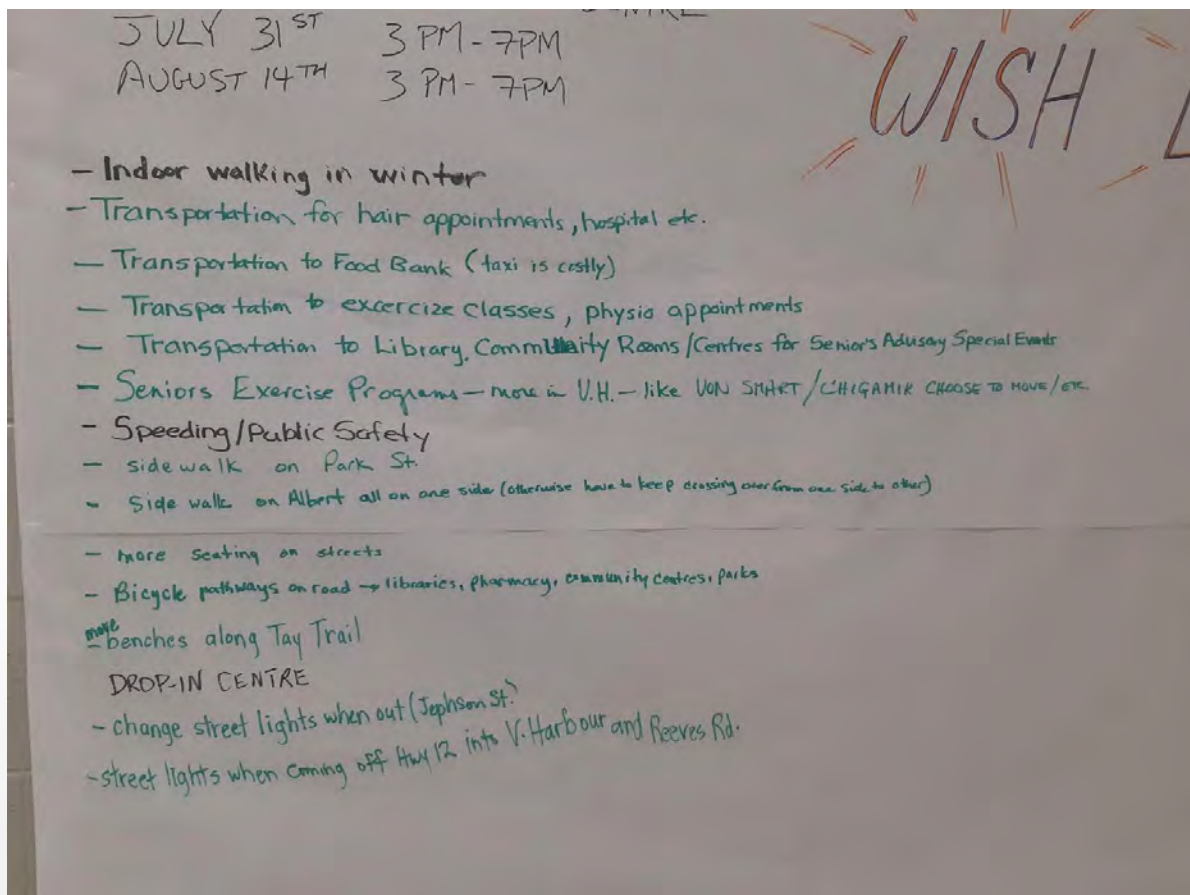 JULY 31ST 3 PM - 7PM
AUGUST 14TH 3 PM - 7PM
WISH L
- Indoor walking in winter
- Transportation for hair appointments, hospital etc.
- Transportation to Food Bank (taxi is costly)
- Transportation to excercize classes, physio appointments
- Transportation to Library, Community Rooms/Centres for Seniors Advisory Special Events
- Seniors Exercise Programs - more in V.H. - like VON SMART / CHIGAMIK CHOOSE TO MOVE / ETC.
- Speeding/Public Safety
- sidewalk on Park St.
- Side walk on Albert all on one side (otherwise have to keep crossing over from one side to other)
- more seating on streets
- Bicycle pathways on road → libraries, pharmacy, community centres, parks
- more benches along Tay Trail
DROP-IN CENTRE
- change street lights when out (Jephson St.)
- street lights when coming off Hwy 12 into V. Harbour and Reeves Rd.